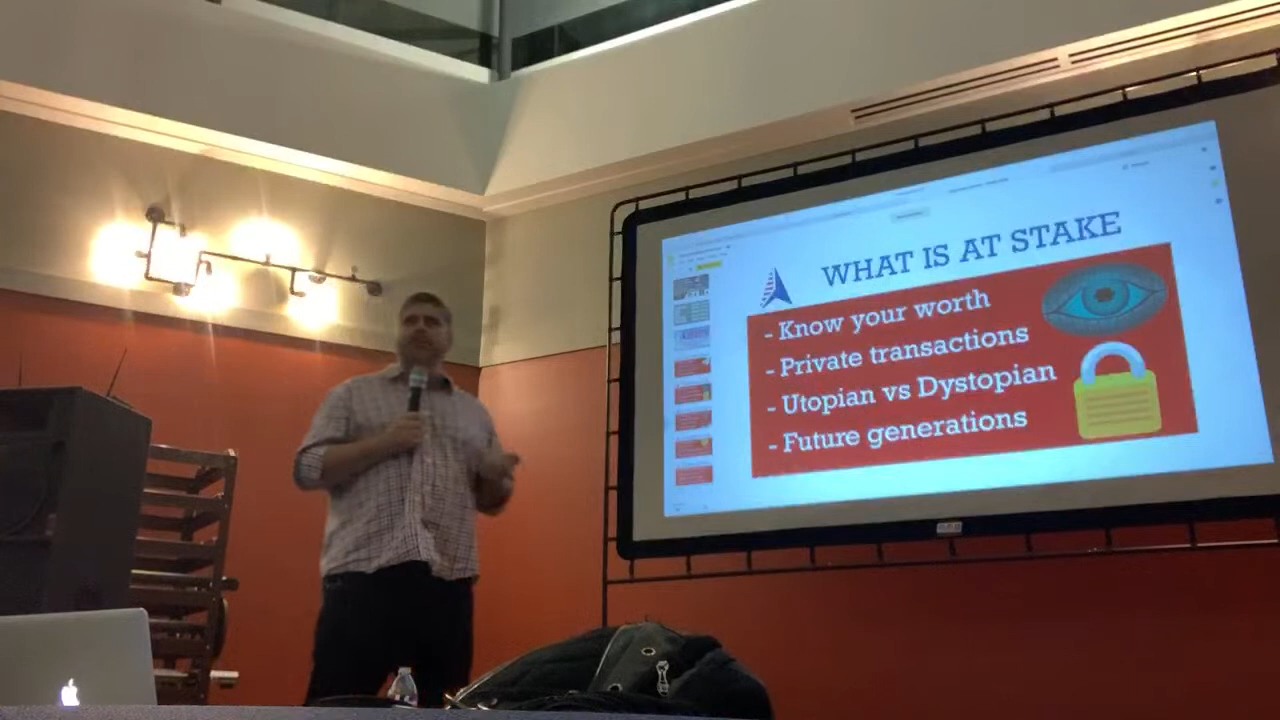 WHAT IS AT STAKE
- Know your worth
- Private transactions
- Utopian vs Dystopian
- Future generations